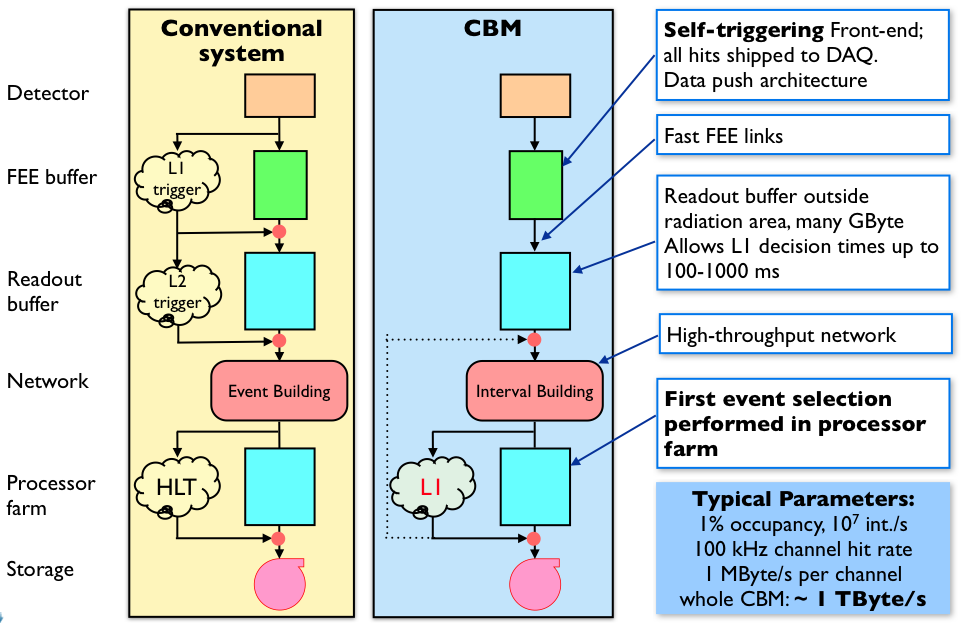 Conventional
system
CBM
Detector
FEE buffer
Readout
buffer
Network
Processor
farm
Storage
L1
trigger
L2
trigger
Event Building
HLT
Interval Building
L1
Self-triggering Front-end;
all hits shipped to DAQ.
Data push architecture
Fast FEE links
Readout buffer outside
radiation area, many GByte
Allows L1 decision times up to
100-1000 ms
High-throughput network
First event selection
performed in processor
farm
Typical Parameters:
1% occupancy, 10⁷ int./s
100 kHz channel hit rate
1 MByte/s per channel
whole CBM: ~ 1 TByte/s